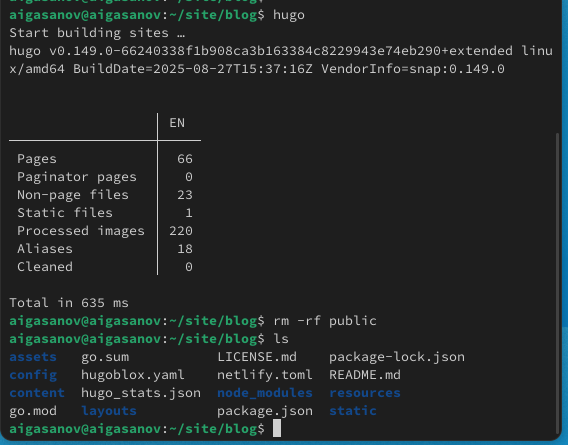 aigasanov@aigasanov:~/site/blog$ hugo
Start building sites …
hugo v0.149.0-66240338f1b908ca3b163384c8229943e74eb290+extended linu
x/amd64 BuildDate=2025-08-27T15:37:16Z VendorInfo=snap:0.149.0
EN
Pages 66
Paginator pages 0
Non-page files 23
Static files 1
Processed images 220
Aliases 18
Cleaned 0
Total in 635 ms
aigasanov@aigasanov:~/site/blog$ rm -rf public
aigasanov@aigasanov:~/site/blog$ ls
assets go.sum LICENSE.md package-lock.json
config hugoblox.yaml netlify.toml README.md
content hugo_stats.json node_modules resources
go.mod layouts package.json static
aigasanov@aigasanov:~/site/blog$